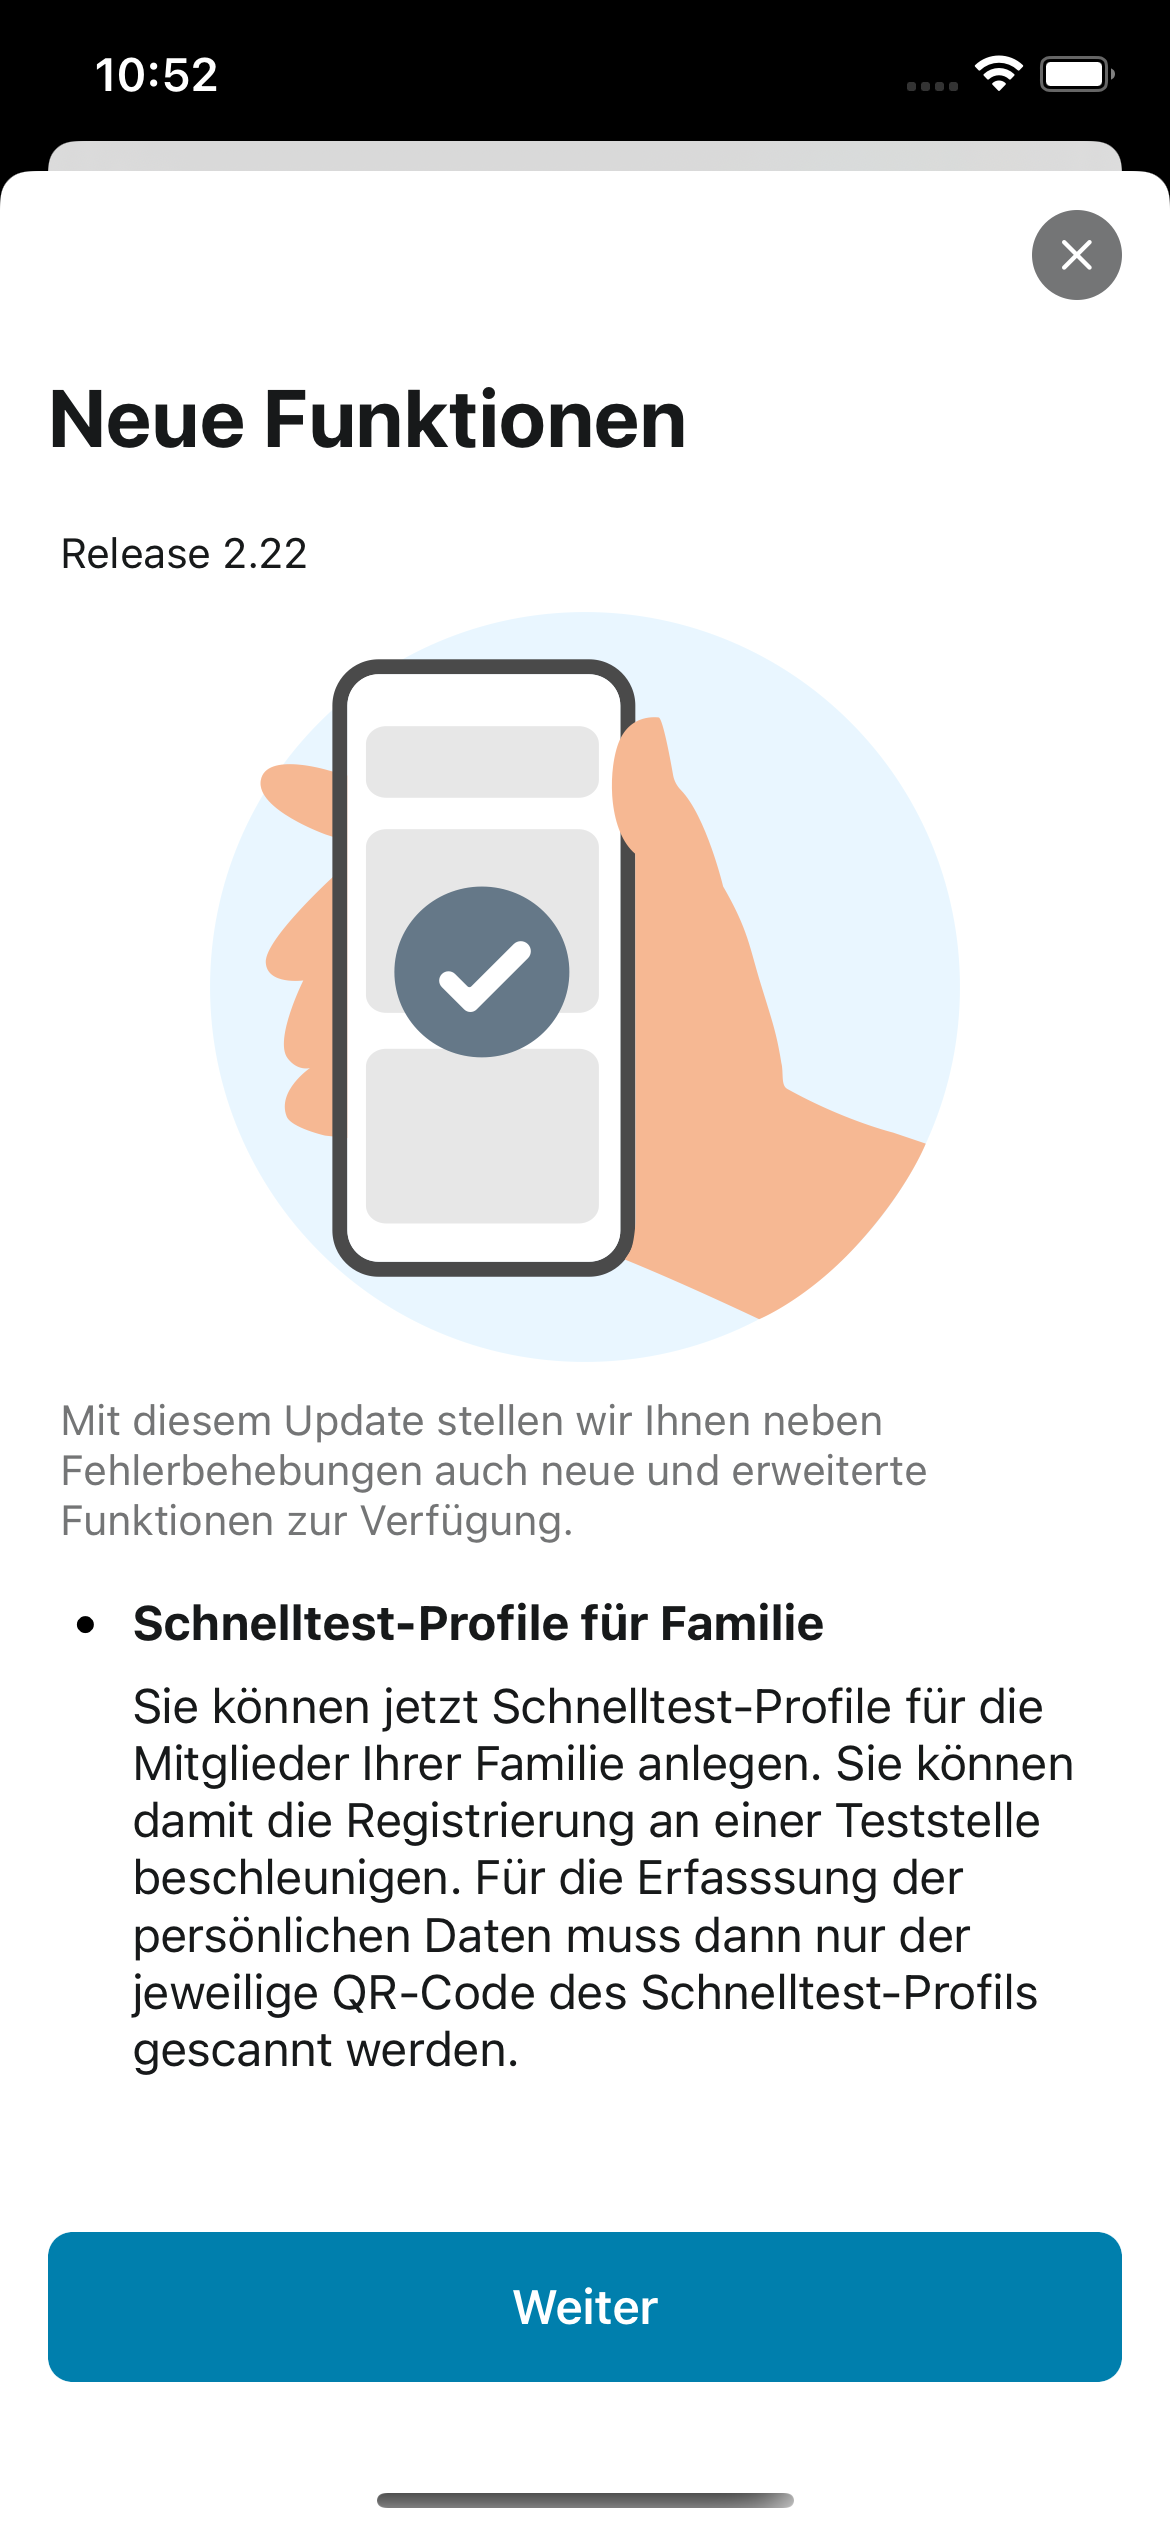 10:52
Neue Funktionen
Release 2.22
Mit diesem Update stellen wir Ihnen neben
Fehlerbehebungen auch neue und erweiterte
Funktionen zur Verfügung.
• Schnelltest-Profile für Familie
Sie können jetzt Schnelltest-Profile für die
Mitglieder Ihrer Familie anlegen. Sie können
damit die Registrierung an einer Teststelle
beschleunigen. Für die Erfasssung der
persönlichen Daten muss dann nur der
jeweilige QR-Code des Schnelltest-Profils
gescannt werden.
Weiter